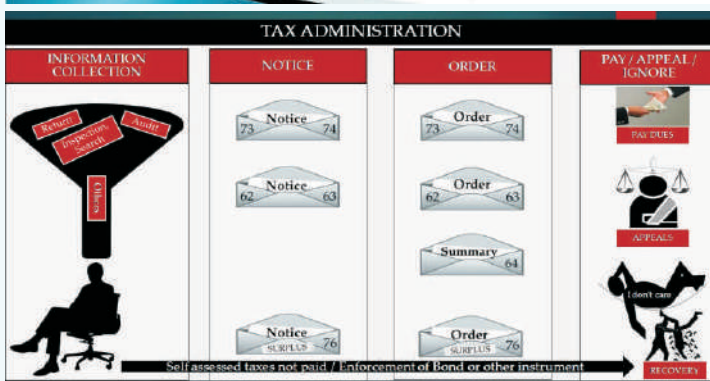 TAX ADMINISTRATION
INFORMATION
COLLECTION
Return
Inspection,
Search
Audit
Others
NOTICE
Notice
73 74
Notice
62 63
Notice
SURPLUS 76
ORDER
Order
73 74
Order
62 63
Summary
64
Order
SURPLUS 76
PAY / APPEAL /
IGNORE
PAY DUES
APPEALS
I don't care
RECOVERY
Self assessed taxes not paid / Enforcement of Bond or other instrument